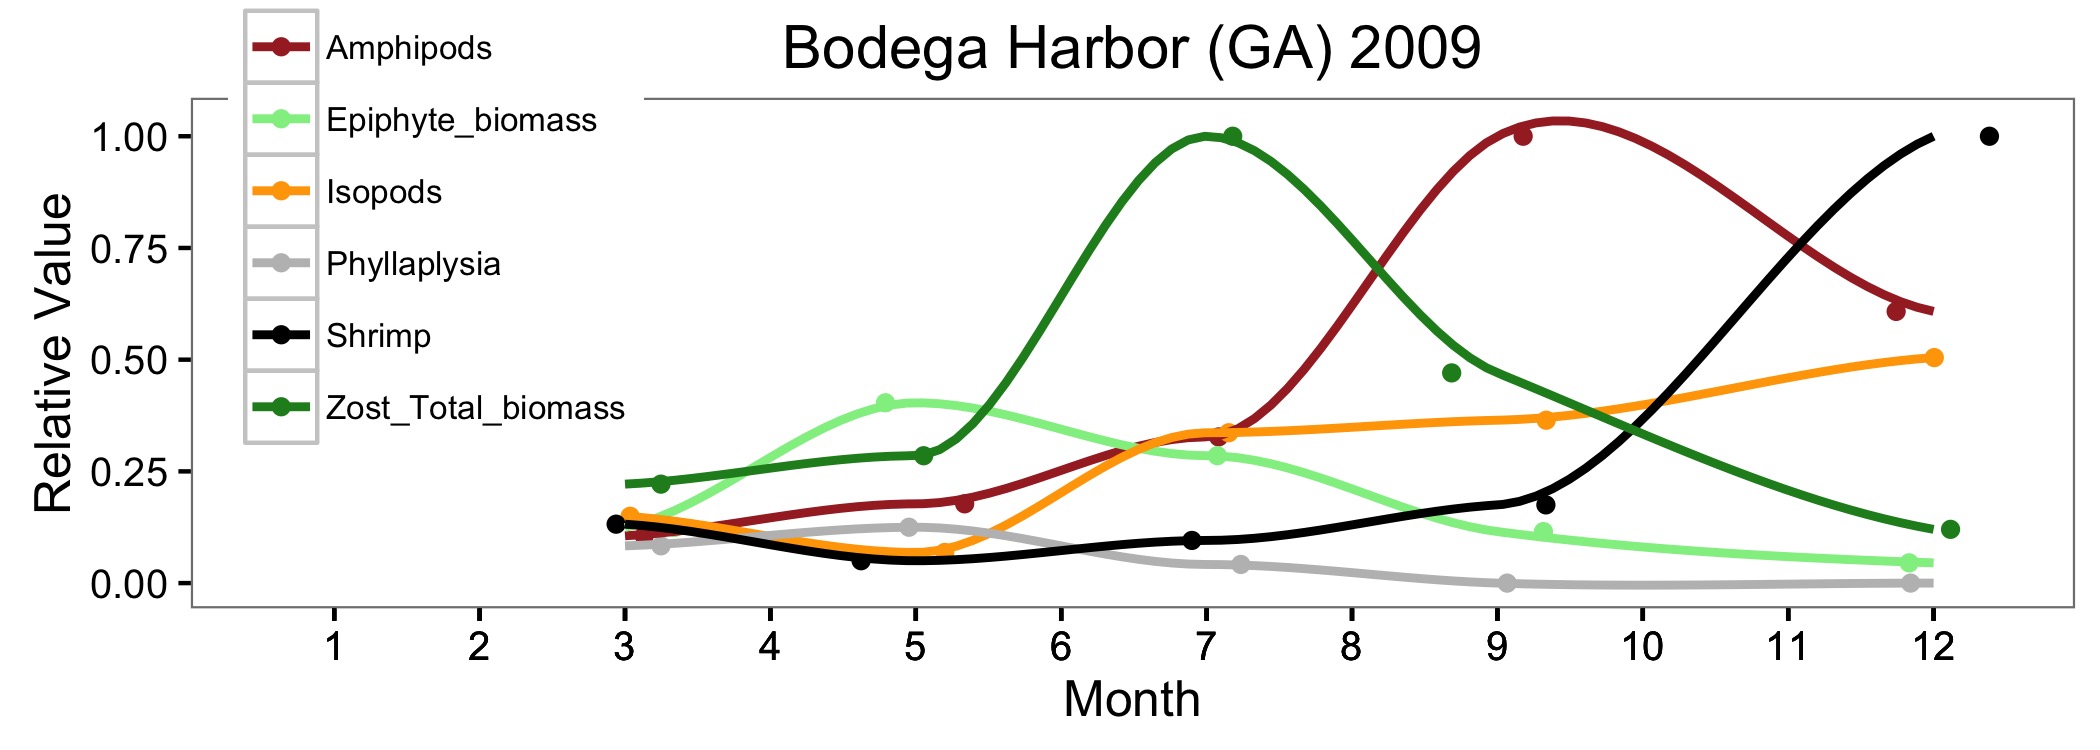 Bodega Harbor (GA) 2009
Amphipods
Epiphyte_biomass
Isopods
Phyllaplysia
Shrimp
Zost_Total_biomass
Relative Value
1.00
0.75
0.50
0.25
0.00
1 2 3 4 5 6 7 8 9 10 11 12
Month